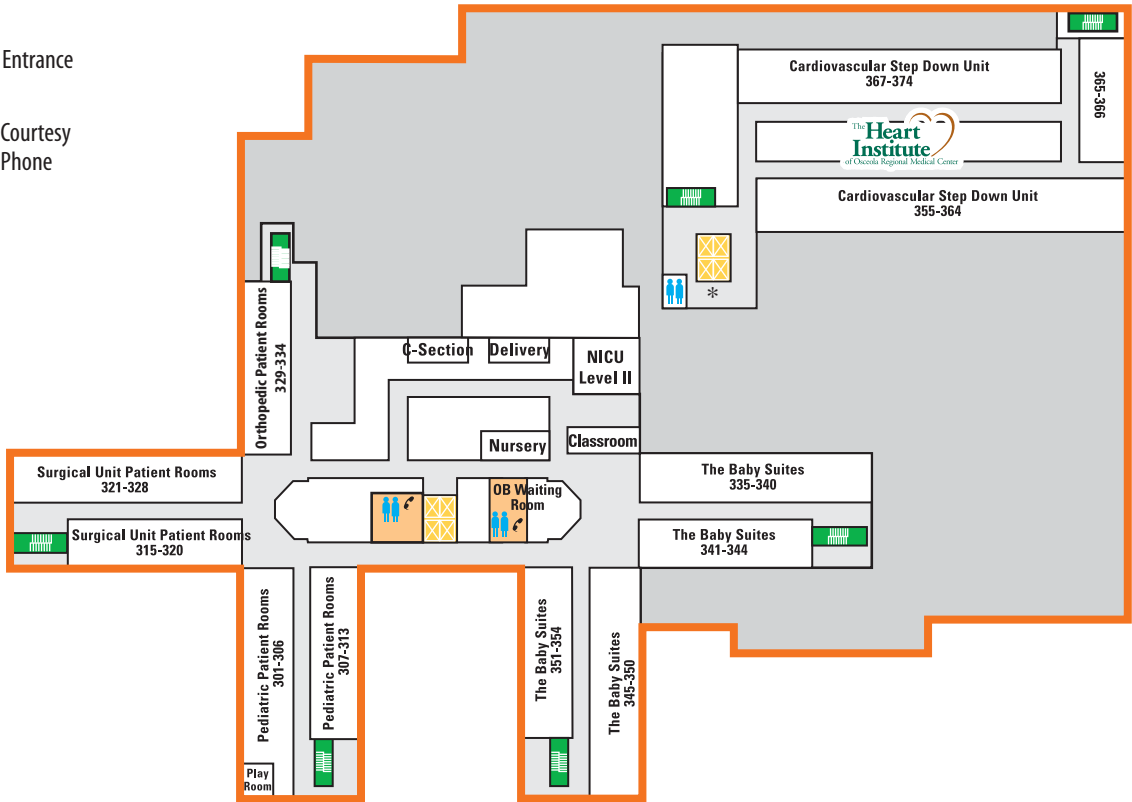 Entrance
Courtesy
Phone
Cardiovascular Step Down Unit
367-374
365-366
The Heart
Institute
of Osceola Regional Medical Center
Cardiovascular Step Down Unit
355-364
*
Orthopedic Patient Rooms
329-334
C-Section
Delivery
NICU
Level II
Nursery
Classroom
Surgical Unit Patient Rooms
321-328
OB Waiting
Room
The Baby Suites
335-340
Surgical Unit Patient Rooms
315-320
The Baby Suites
341-344
Pediatric Patient Rooms
301-306
Pediatric Patient Rooms
307-313
The Baby Suites
351-354
The Baby Suites
345-350
Play
Room